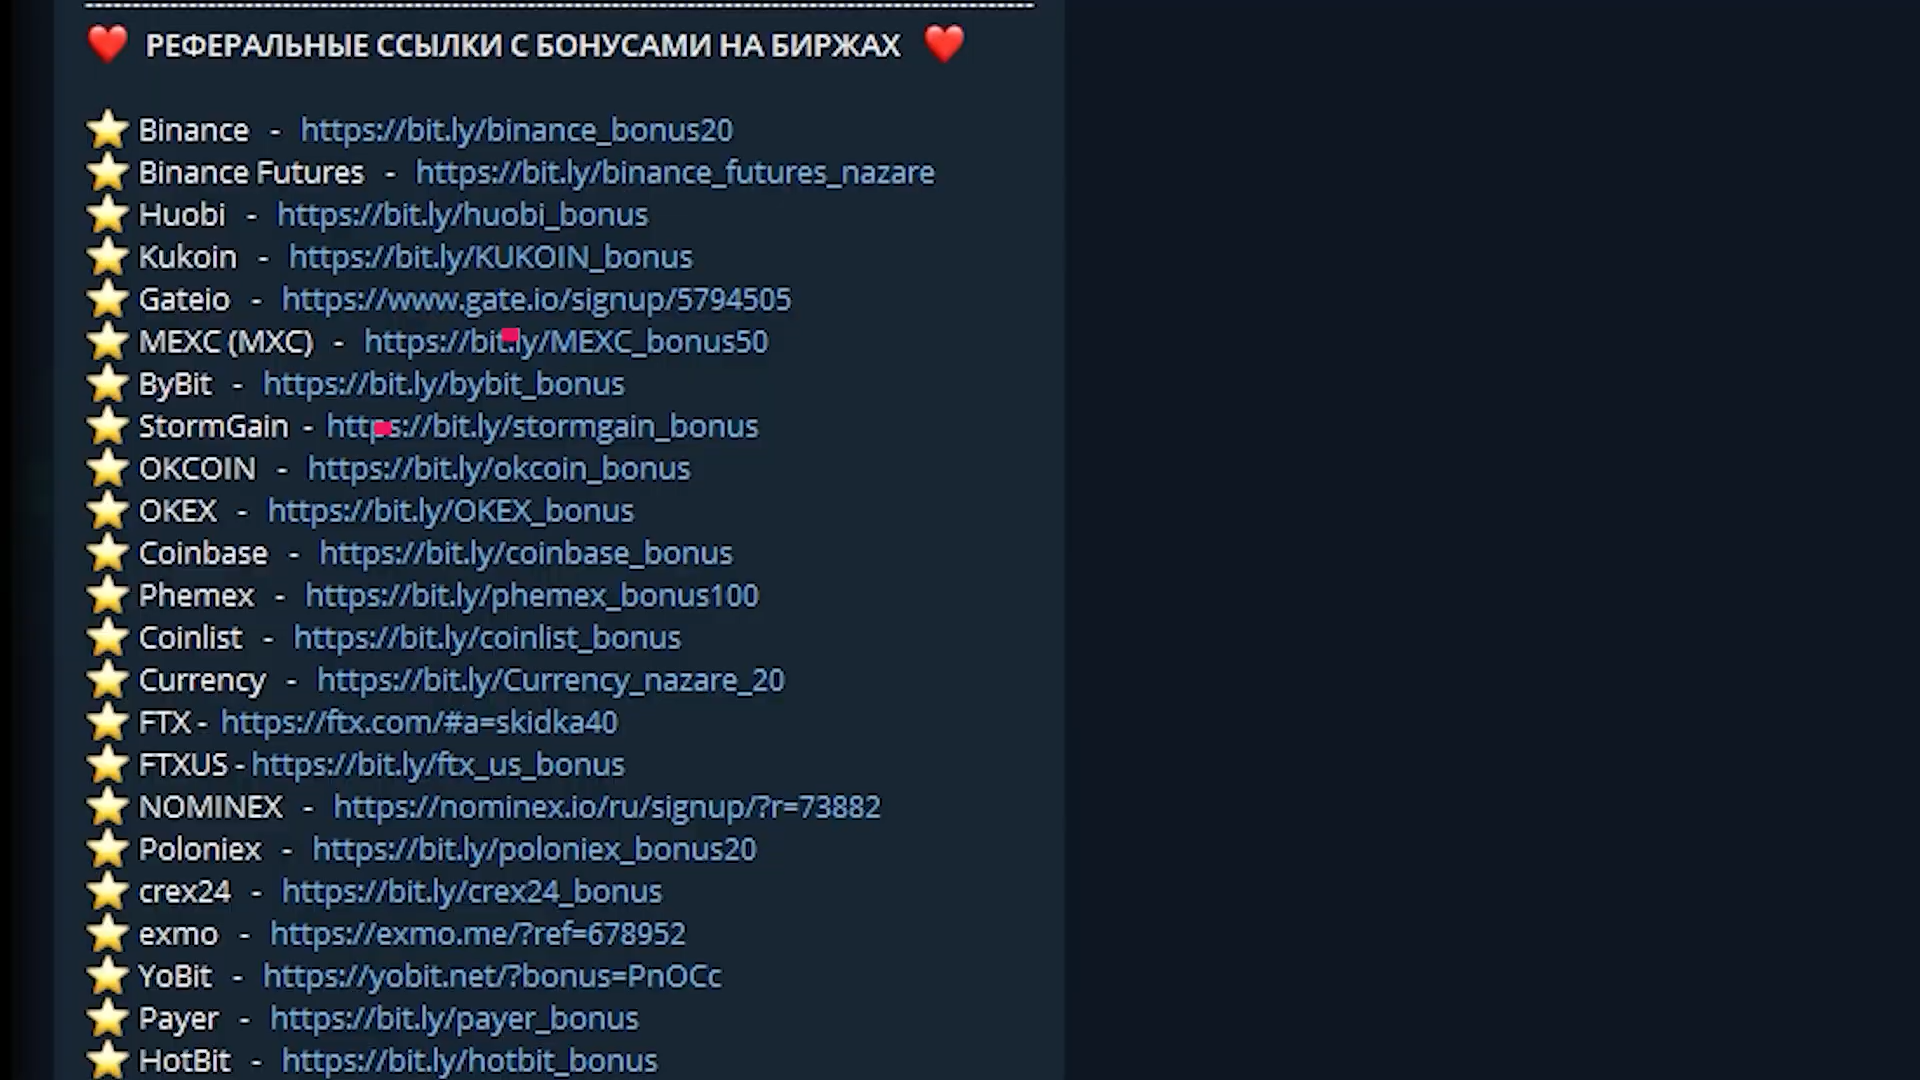 РЕФЕРАЛЬНЫЕ ССЫЛКИ С БОНУСАМИ НА БИРЖАХ
Binance - https://bit.ly/binance_bonus20
Binance Futures - https://bit.ly/binance_futures_nazare
Huobi - https://bit.ly/huobi_bonus
Kukoin - https://bit.ly/KUKOIN_bonus
Gateio - https://www.gate.io/signup/5794505
MEXC (MXC) - https://bit.ly/MEXC_bonus50
ByBit - https://bit.ly/bybit_bonus
StormGain - https://bit.ly/stormgain_bonus
OKCOIN - https://bit.ly/okcoin_bonus
OKEX - https://bit.ly/OKEX_bonus
Coinbase - https://bit.ly/coinbase_bonus
Phemex - https://bit.ly/phemex_bonus100
Coinlist - https://bit.ly/coinlist_bonus
Currency - https://bit.ly/Currency_nazare_20
FTX - https://ftx.com/#a=skidka40
FTXUS - https://bit.ly/ftx_us_bonus
NOMINEX - https://nominex.io/ru/signup/?r=73882
Poloniex - https://bit.ly/poloniex_bonus20
crex24 - https://bit.ly/crex24_bonus
exmo - https://exmo.me/?ref=678952
YoBit - https://yobit.net/?bonus=PnOCc
Payer - https://bit.ly/payer_bonus
HotBit - https://bit.ly/hotbit_bonus